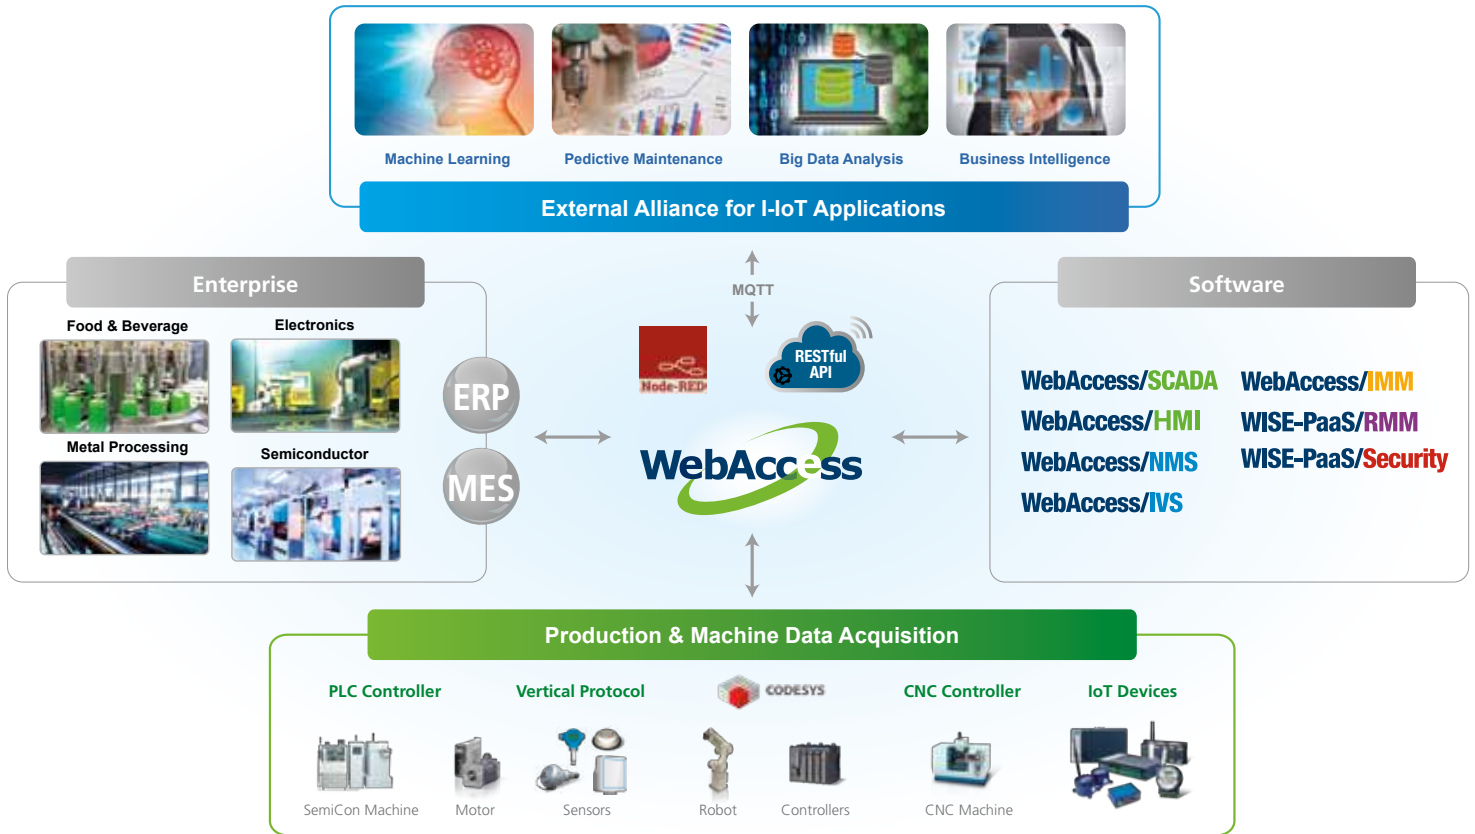 Machine Learning
Pedictive Maintenance
Big Data Analysis
Business Intelligence
External Alliance for I-IoT Applications
MQTT
Enterprise
Food & Beverage
Electronics
Metal Processing
Semiconductor
ERP
MES
Node-RED
RESTful
API
WebAccess
Software
WebAccess/SCADA
WebAccess/HMI
WebAccess/NMS
WebAccess/IVS
WebAccess/IMM
WISE-PaaS/RMM
WISE-PaaS/Security
Production & Machine Data Acquisition
PLC Controller
Vertical Protocol
CODESYS
CNC Controller
IoT Devices
SemiCon Machine
Motor
Sensors
Robot
Controllers
CNC Machine